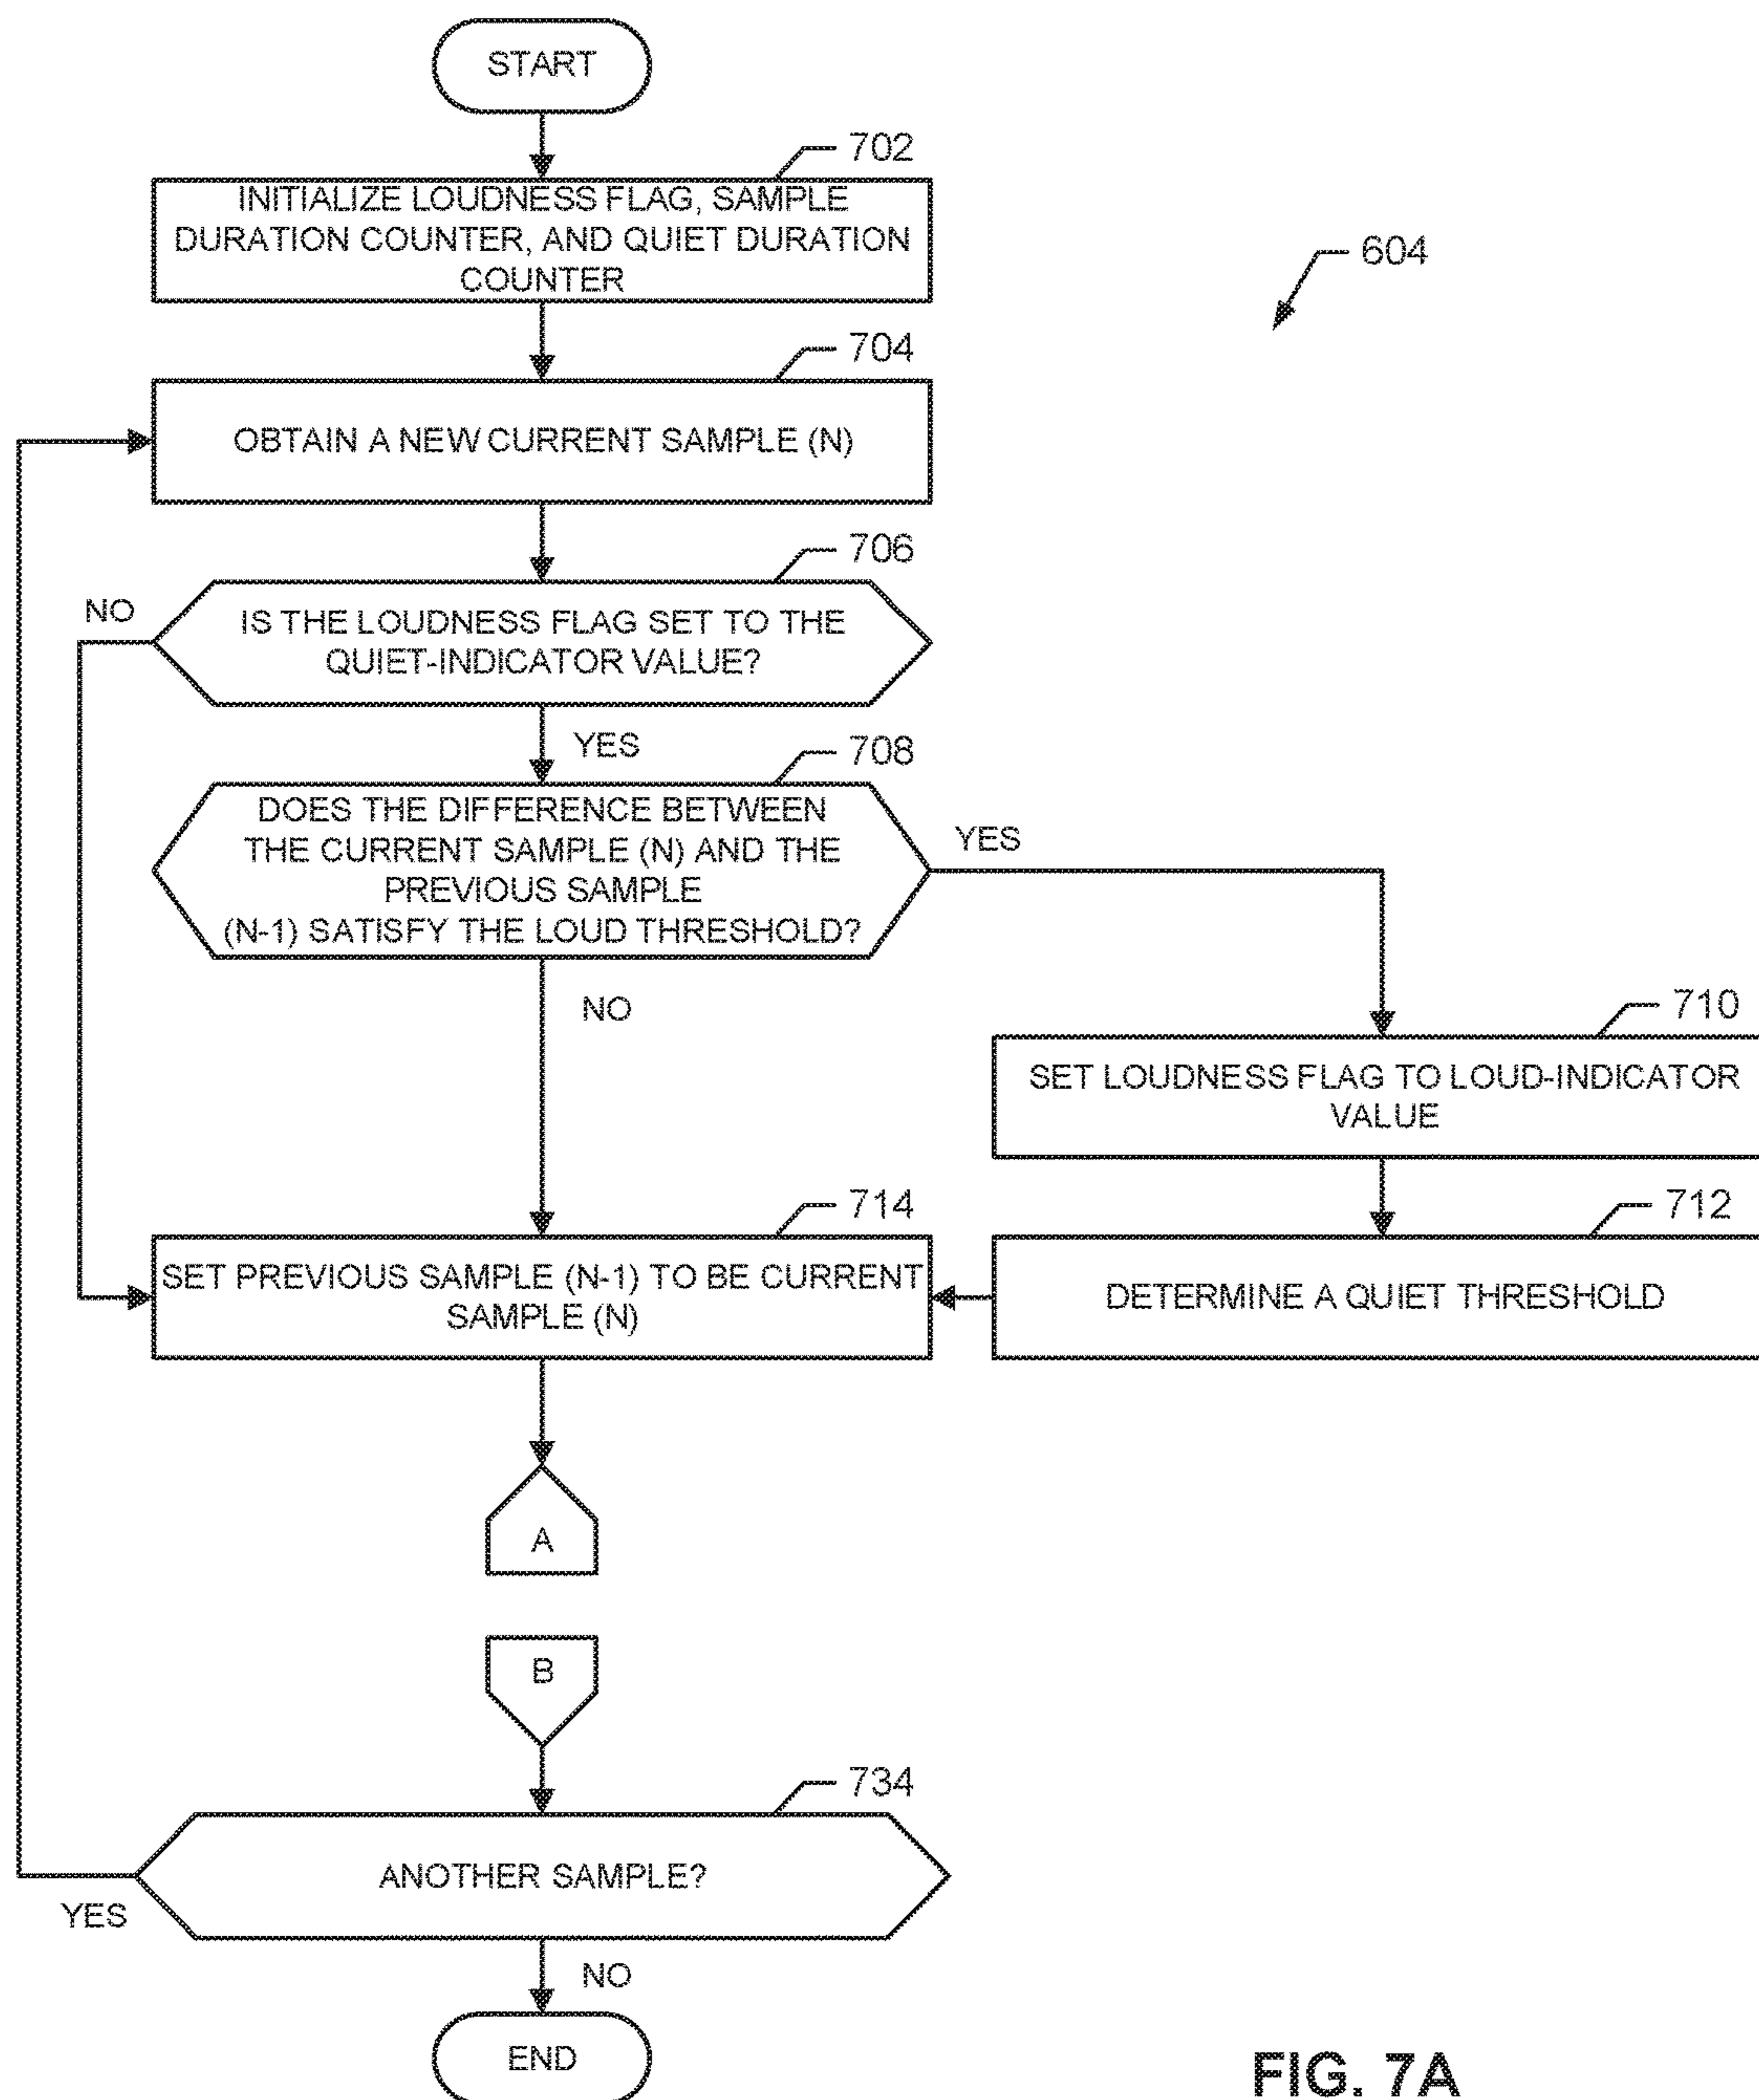 START
702
INITIALIZE LOUDNESS FLAG, SAMPLE
DURATION COUNTER, AND QUIET DURATION
COUNTER
604
704
OBTAIN A NEW CURRENT SAMPLE (N)
706
NO
IS THE LOUDNESS FLAG SET TO THE
QUIET-INDICATOR VALUE?
YES
708
DOES THE DIFFERENCE BETWEEN
THE CURRENT SAMPLE (N) AND THE
PREVIOUS SAMPLE
(N-1) SATISFY THE LOUD THRESHOLD?
YES
NO
710
SET LOUDNESS FLAG TO LOUD-INDICATOR
VALUE
714
712
SET PREVIOUS SAMPLE (N-1) TO BE CURRENT
SAMPLE (N)
DETERMINE A QUIET THRESHOLD
A
B
734
ANOTHER SAMPLE?
YES
NO
END
FIG. 7A